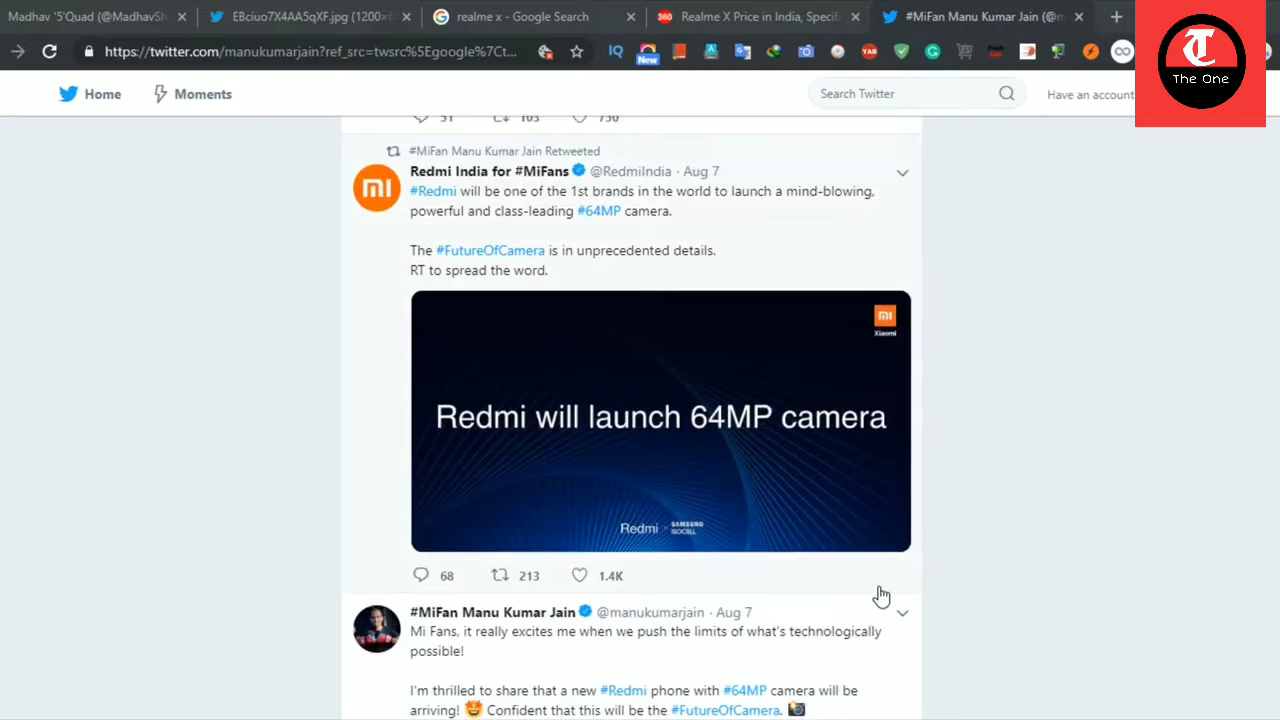 Madhav '5'Quad (@MadhavSh
EBciuo7X4AA5qXF.jpg (1200×
realme x - Google Search
Realme X Price in India, Specif
#MiFan Manu Kumar Jain (@m
https://twitter.com/manukumarjain?ref_src=twsrc%5Egoogle%7Ct...
New
The One
Home
Moments
Search Twitter
Have an account
51 103 750
#MiFan Manu Kumar Jain Retweeted
Redmi India for #MiFans @RedmiIndia · Aug 7
#Redmi will be one of the 1st brands in the world to launch a mind-blowing,
powerful and class-leading #64MP camera.
The #FutureOfCamera is in unprecedented details.
RT to spread the word.
mi
Xiaomi
Redmi will launch 64MP camera
Redmi × SAMSUNG
ISOCELL
68 213 1.4K
#MiFan Manu Kumar Jain @manukumarjain · Aug 7
Mi Fans, it really excites me when we push the limits of what's technologically
possible!
I'm thrilled to share that a new #Redmi phone with #64MP camera will be
arriving! 🤩 Confident that this will be the #FutureOfCamera. 📸